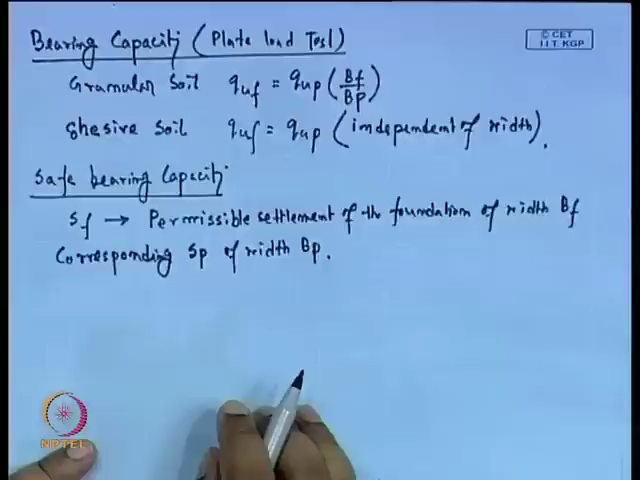 Bearing Capacity (Plate load Test)
© CET
I.I.T. KGP
Granular soil quf = qup (Bf/Bp)
Chesive soil quf = qup (independent of width).
Safe bearing capacity
Sf → Permissible settlement of the foundation of width Bf
Corresponding Sp of width Bp.
NPTEL